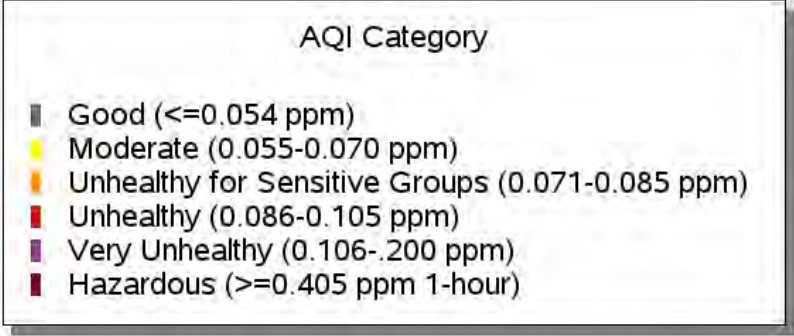 AQI Category
Good (<=0.054 ppm)
Moderate (0.055-0.070 ppm)
Unhealthy for Sensitive Groups (0.071-0.085 ppm)
Unhealthy (0.086-0.105 ppm)
Very Unhealthy (0.106-.200 ppm)
Hazardous (>=0.405 ppm 1-hour)